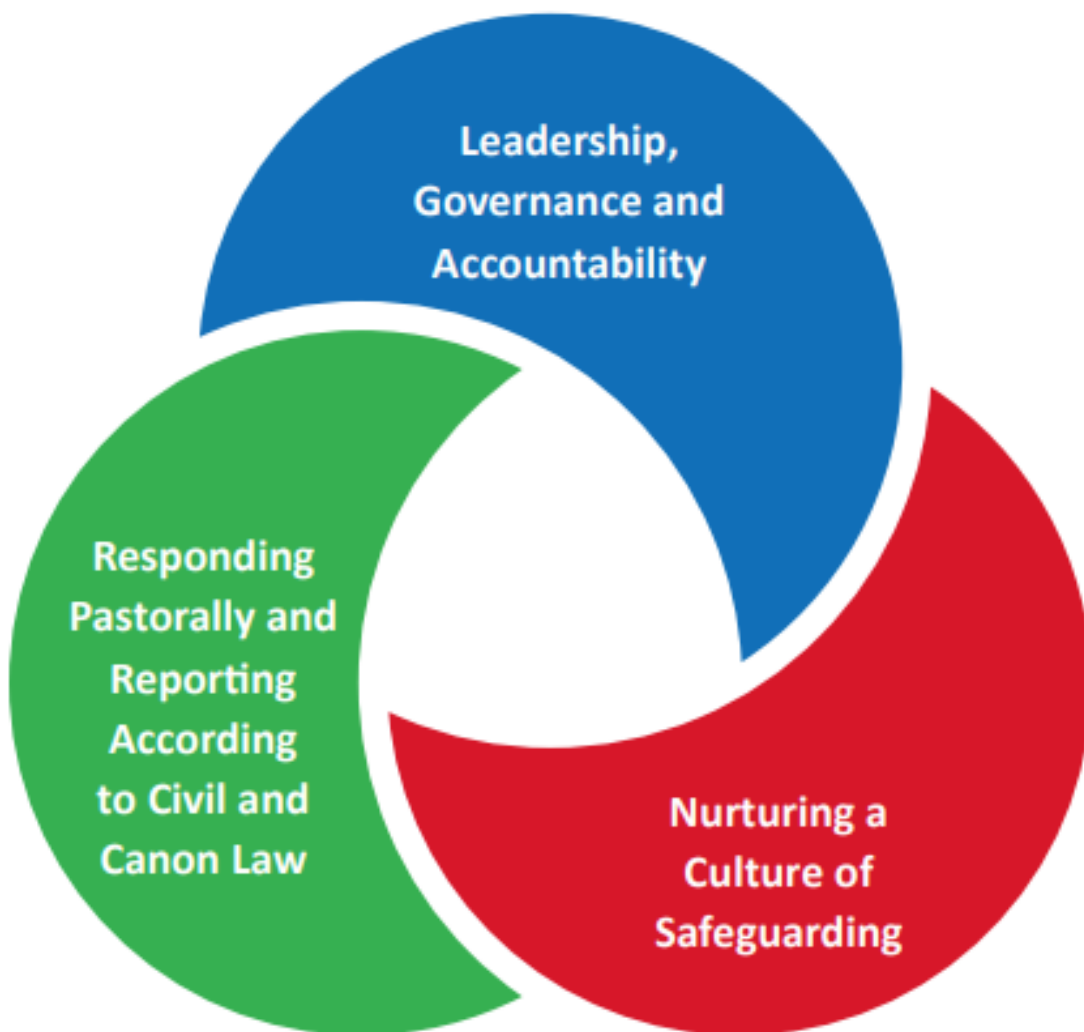 Leadership,
Governance and
Accountability
Responding
Pastorally and
Reporting
According
to Civil and
Canon Law
Nurturing a
Culture of
Safeguarding